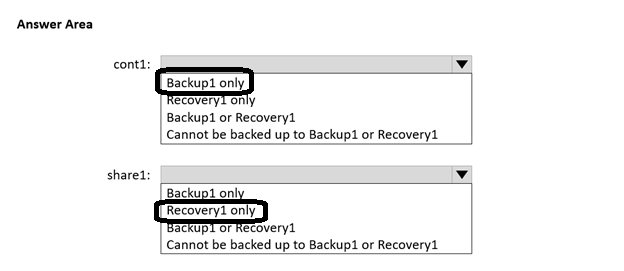 Answer Area
cont1:
Backup1 only
Recovery1 only
Backup1 or Recovery1
Cannot be backed up to Backup1 or Recovery1
share1:
Backup1 only
Recovery1 only
Backup1 or Recovery1
Cannot be backed up to Backup1 or Recovery1